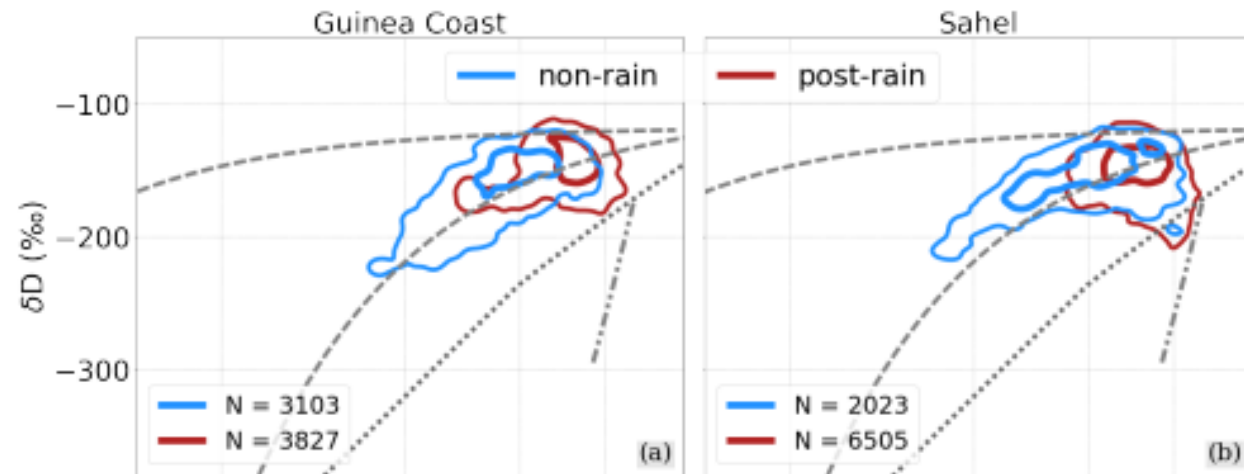 Guinea Coast
Sahel
non-rain
post-rain
−100
−200
−300
δD (‰)
N = 3103
N = 3827
(a)
N = 2023
N = 6505
(b)